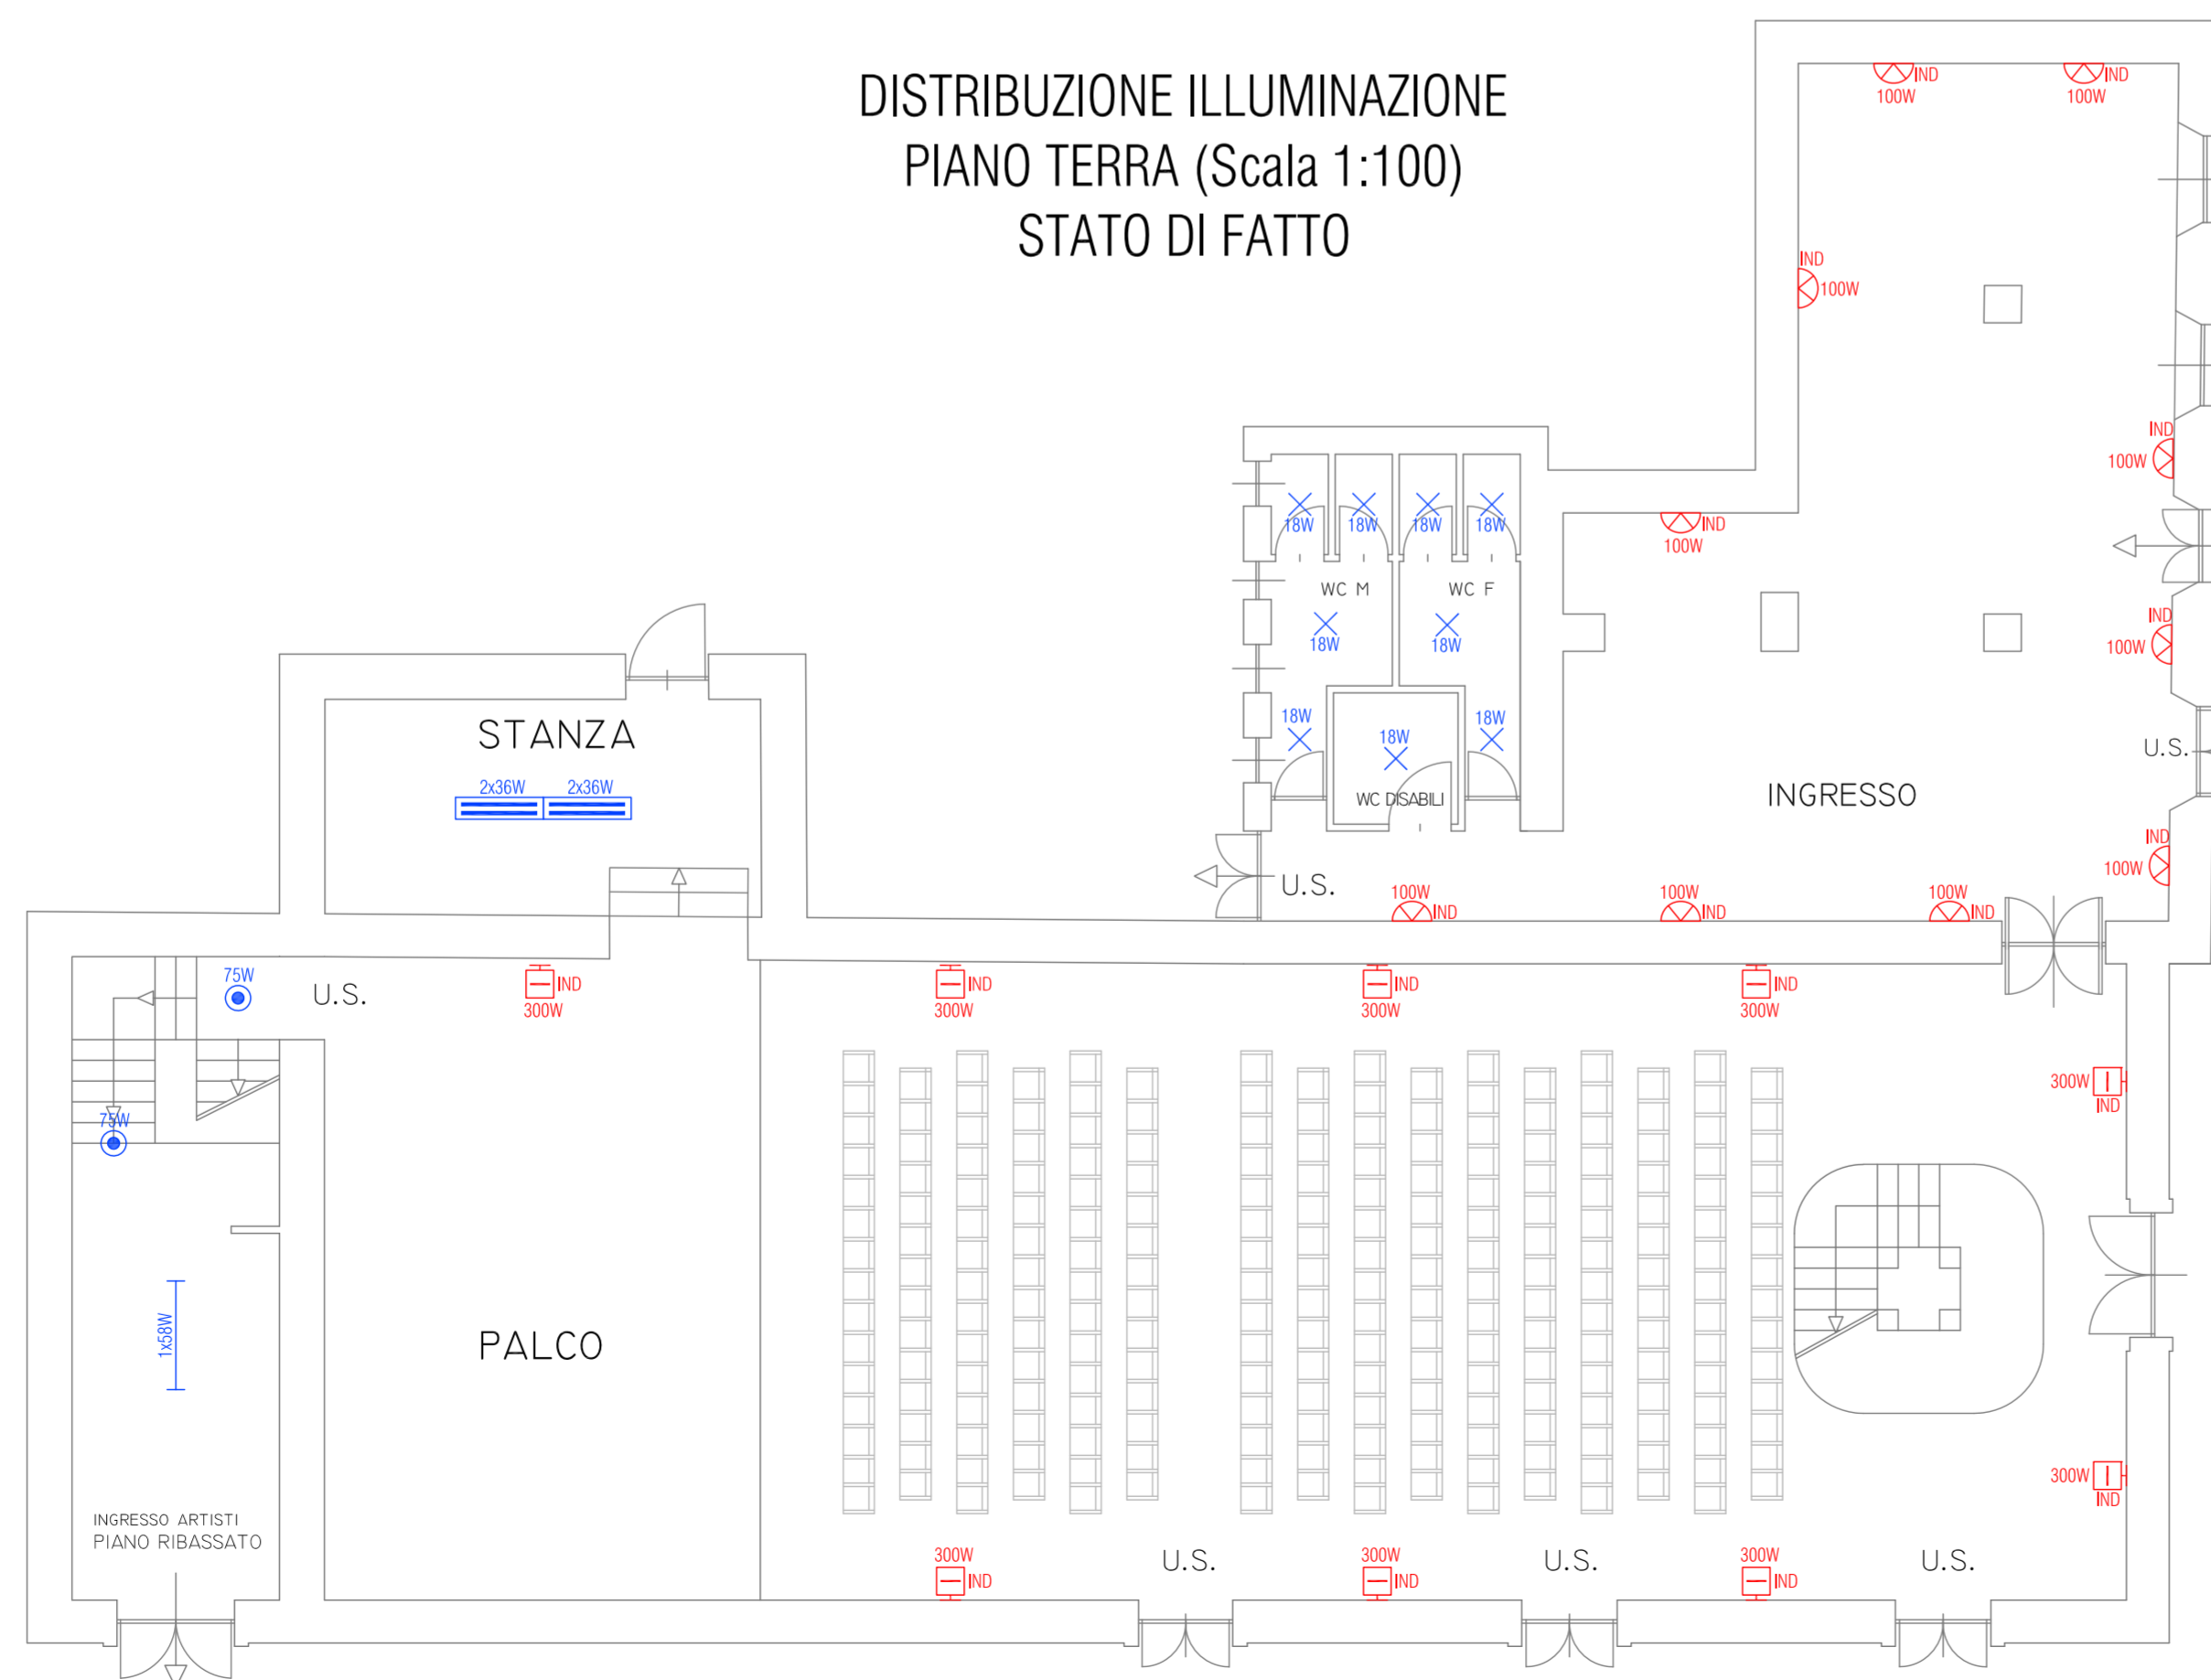 DISTRIBUZIONE ILLUMINAZIONE
PIANO TERRA (Scala 1:100)
STATO DI FATTO
IND
100W
IND
100W
IND
100W
IND
100W
IND
100W
18W
18W
18W
18W
WC M
WC F
18W
18W
IND
100W
18W
18W
18W
WC DISABILI
STANZA
2x36W
2x36W
U.S.
INGRESSO
IND
100W
U.S.
100W
IND
100W
IND
100W
IND
75W
U.S.
IND
300W
IND
300W
IND
300W
IND
300W
300W
IND
75W
1x58W
PALCO
300W
IND
INGRESSO ARTISTI
PIANO RIBASSATO
300W
IND
300W
IND
300W
IND
U.S.
U.S.
U.S.